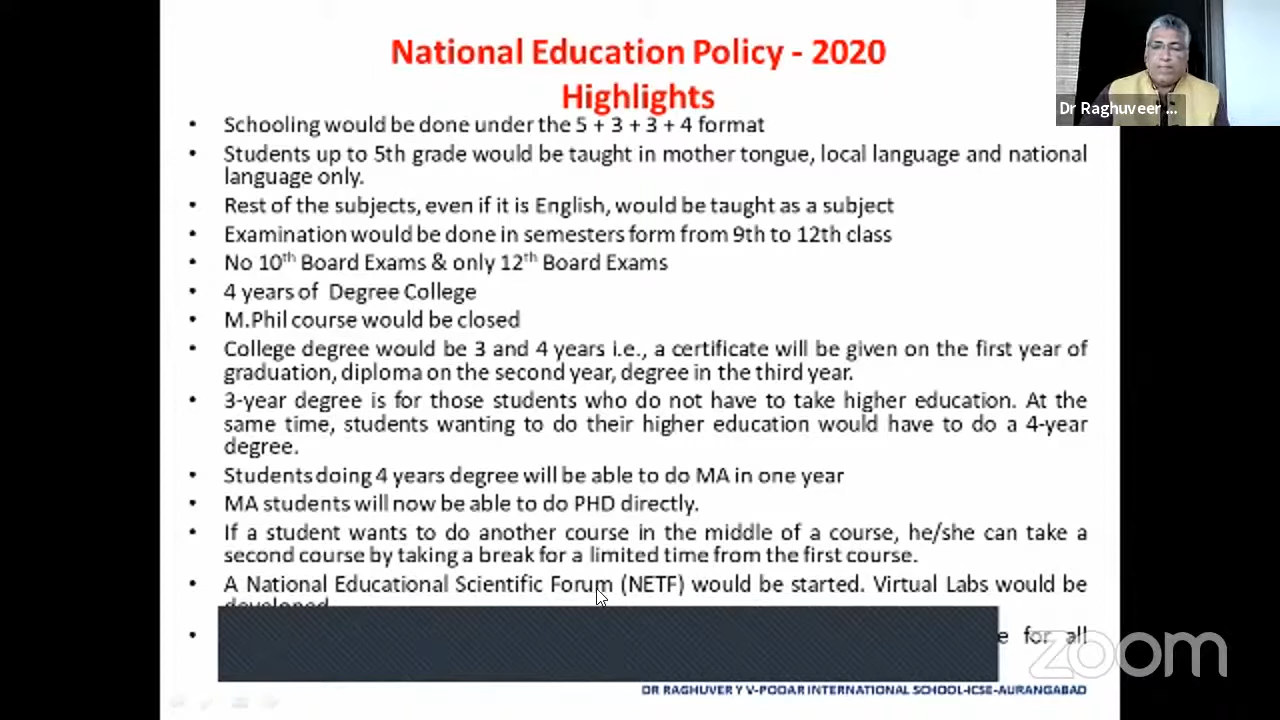 National Education Policy - 2020
Highlights
Dr Raghuveer ...
• Schooling would be done under the 5 + 3 + 3 + 4 format
• Students up to 5th grade would be taught in mother tongue, local language and national
language only.
• Rest of the subjects, even if it is English, would be taught as a subject
• Examination would be done in semesters form from 9th to 12th class
• No 10th Board Exams & only 12th Board Exams
• 4 years of Degree College
• M.Phil course would be closed
• College degree would be 3 and 4 years i.e., a certificate will be given on the first year of
graduation, diploma on the second year, degree in the third year.
• 3-year degree is for those students who do not have to take higher education. At the
same time, students wanting to do their higher education would have to do a 4-year
degree.
• Students doing 4 years degree will be able to do MA in one year
• MA students will now be able to do PHD directly.
• If a student wants to do another course in the middle of a course, he/she can take a
second course by taking a break for a limited time from the first course.
• A National Educational Scientific Forum (NETF) would be started. Virtual Labs would be
developed
• for all
zoom
DR RAGHUVER Y V-PODAR INTERNATIONAL SCHOOL-ICSE-AURANGABAD